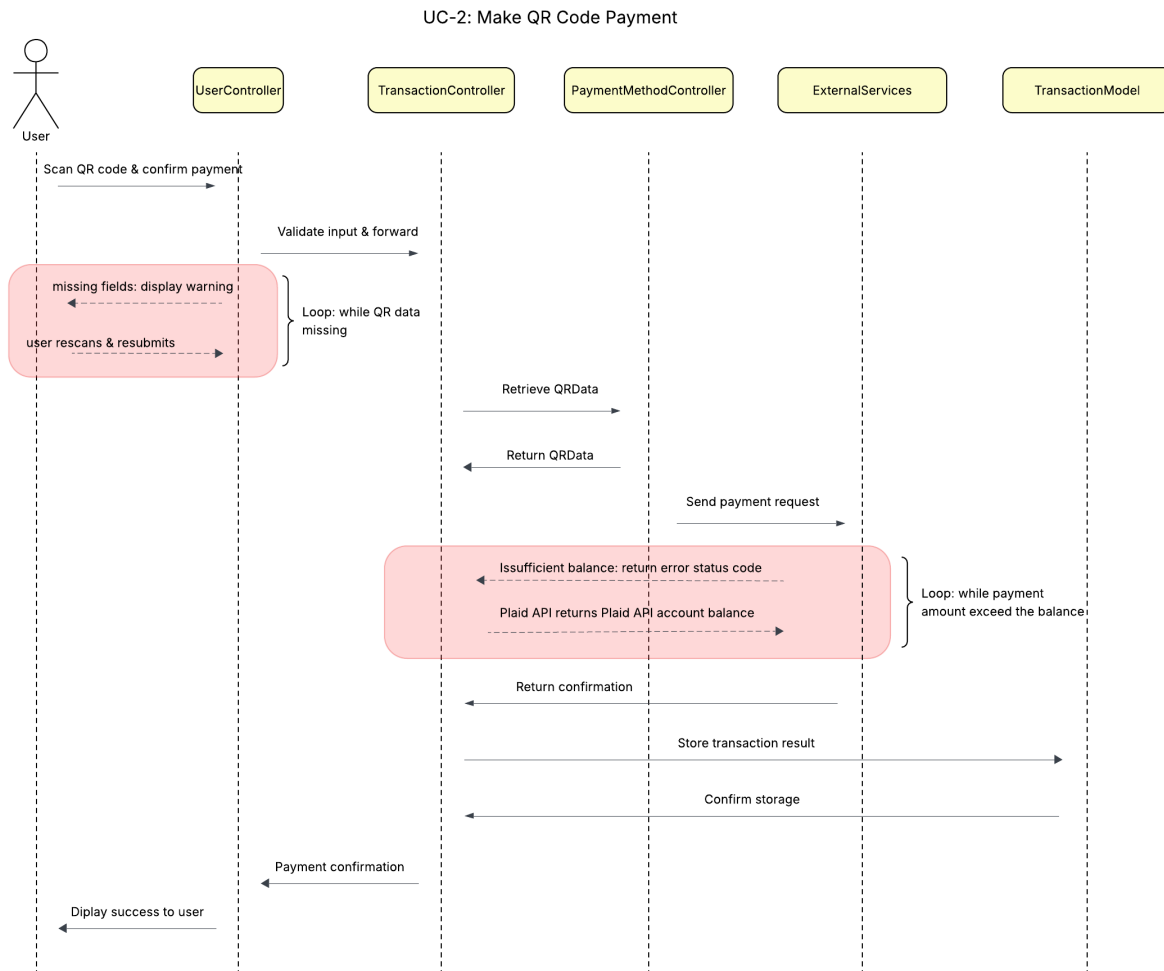 UC-2: Make QR Code Payment
User
UserController
TransactionController
PaymentMethodController
ExternalServices
TransactionModel
Scan QR code & confirm payment
Validate input & forward
missing fields: display warning
Loop: while QR data
missing
user rescans & resubmits
Retrieve QRData
Return QRData
Send payment request
Issufficient balance: return error status code
Loop: while payment
amount exceed the balance
Plaid API returns Plaid API account balance
Return confirmation
Store transaction result
Confirm storage
Payment confirmation
Diplay success to user